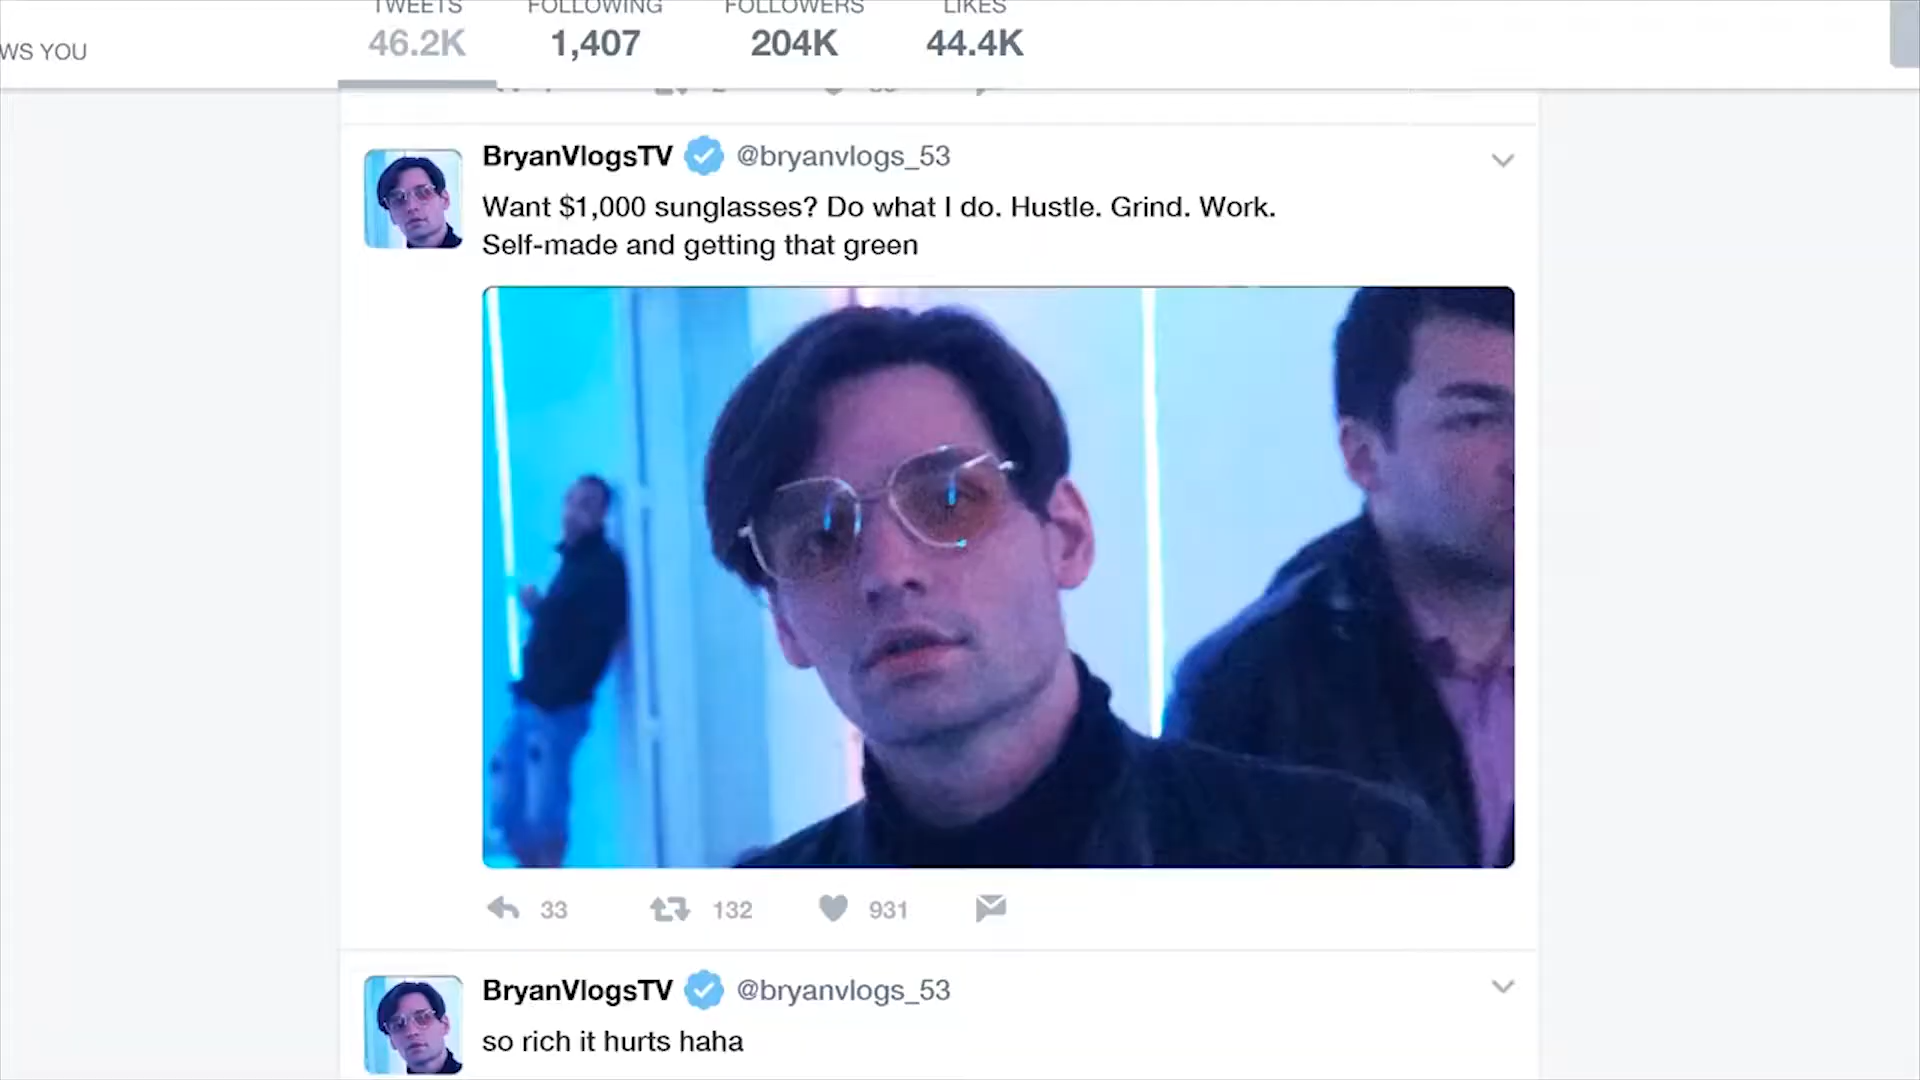 TWEETS FOLLOWING FOLLOWERS LIKES
WS YOU 46.2K 1,407 204K 44.4K
BryanVlogsTV @bryanvlogs_53
Want $1,000 sunglasses? Do what I do. Hustle. Grind. Work.
Self-made and getting that green
33 132 931
BryanVlogsTV @bryanvlogs_53
so rich it hurts haha